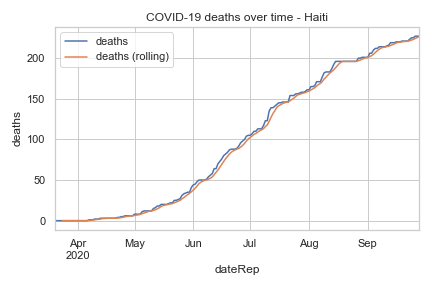 COVID-19 deaths over time - Haiti
deaths
deaths (rolling)
deaths
200
150
100
50
0
Apr May Jun Jul Aug Sep
2020
dateRep